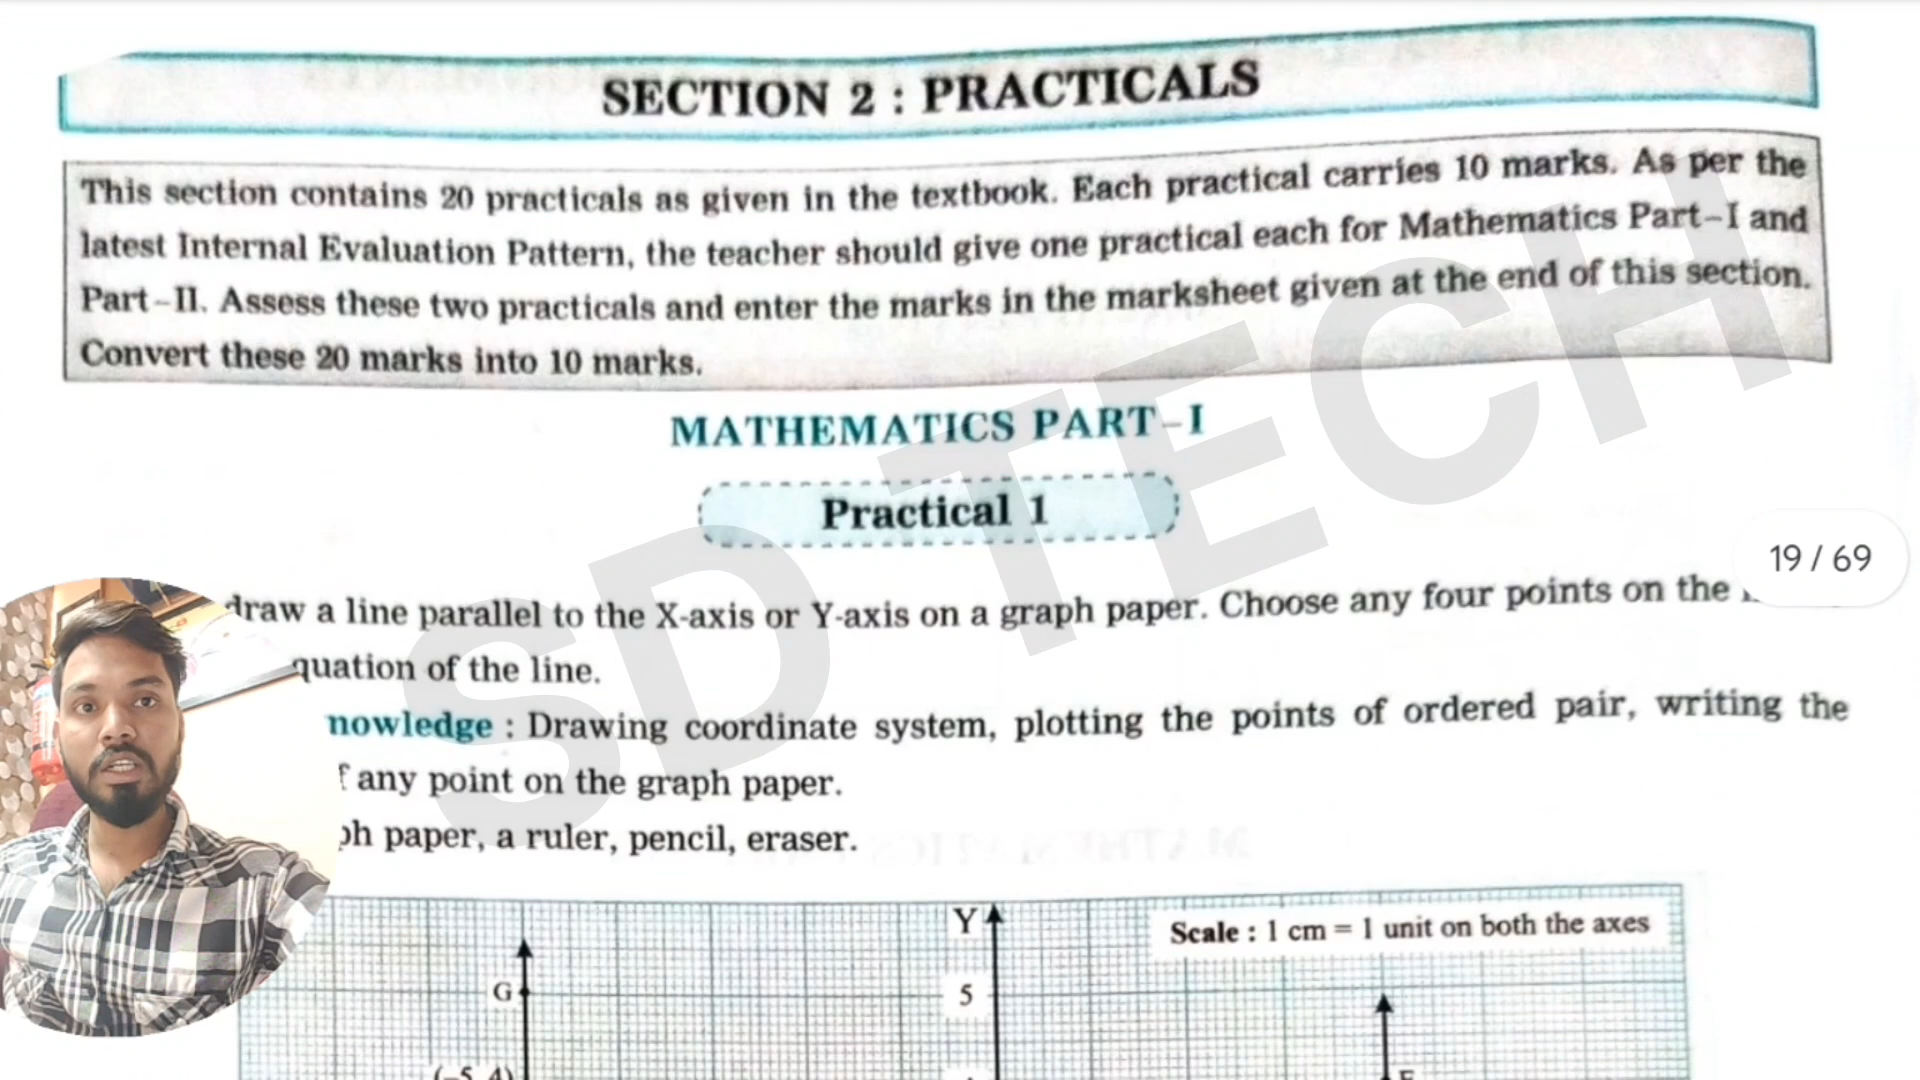 SECTION 2 : PRACTICALS
This section contains 20 practicals as given in the textbook. Each practical carries 10 marks. As per the
latest Internal Evaluation Pattern, the teacher should give one practical each for Mathematics Part-I and
Part-II. Assess these two practicals and enter the marks in the marksheet given at the end of this section.
Convert these 20 marks into 10 marks.
MATHEMATICS PART-I
Practical 1
19 / 69
draw a line parallel to the X-axis or Y-axis on a graph paper. Choose any four points on the
quation of the line.
nowledge : Drawing coordinate system, plotting the points of ordered pair, writing the
f any point on the graph paper.
ph paper, a ruler, pencil, eraser.
Y
Scale : 1 cm = 1 unit on both the axes
G
5
(-5, 4)
SD TECH